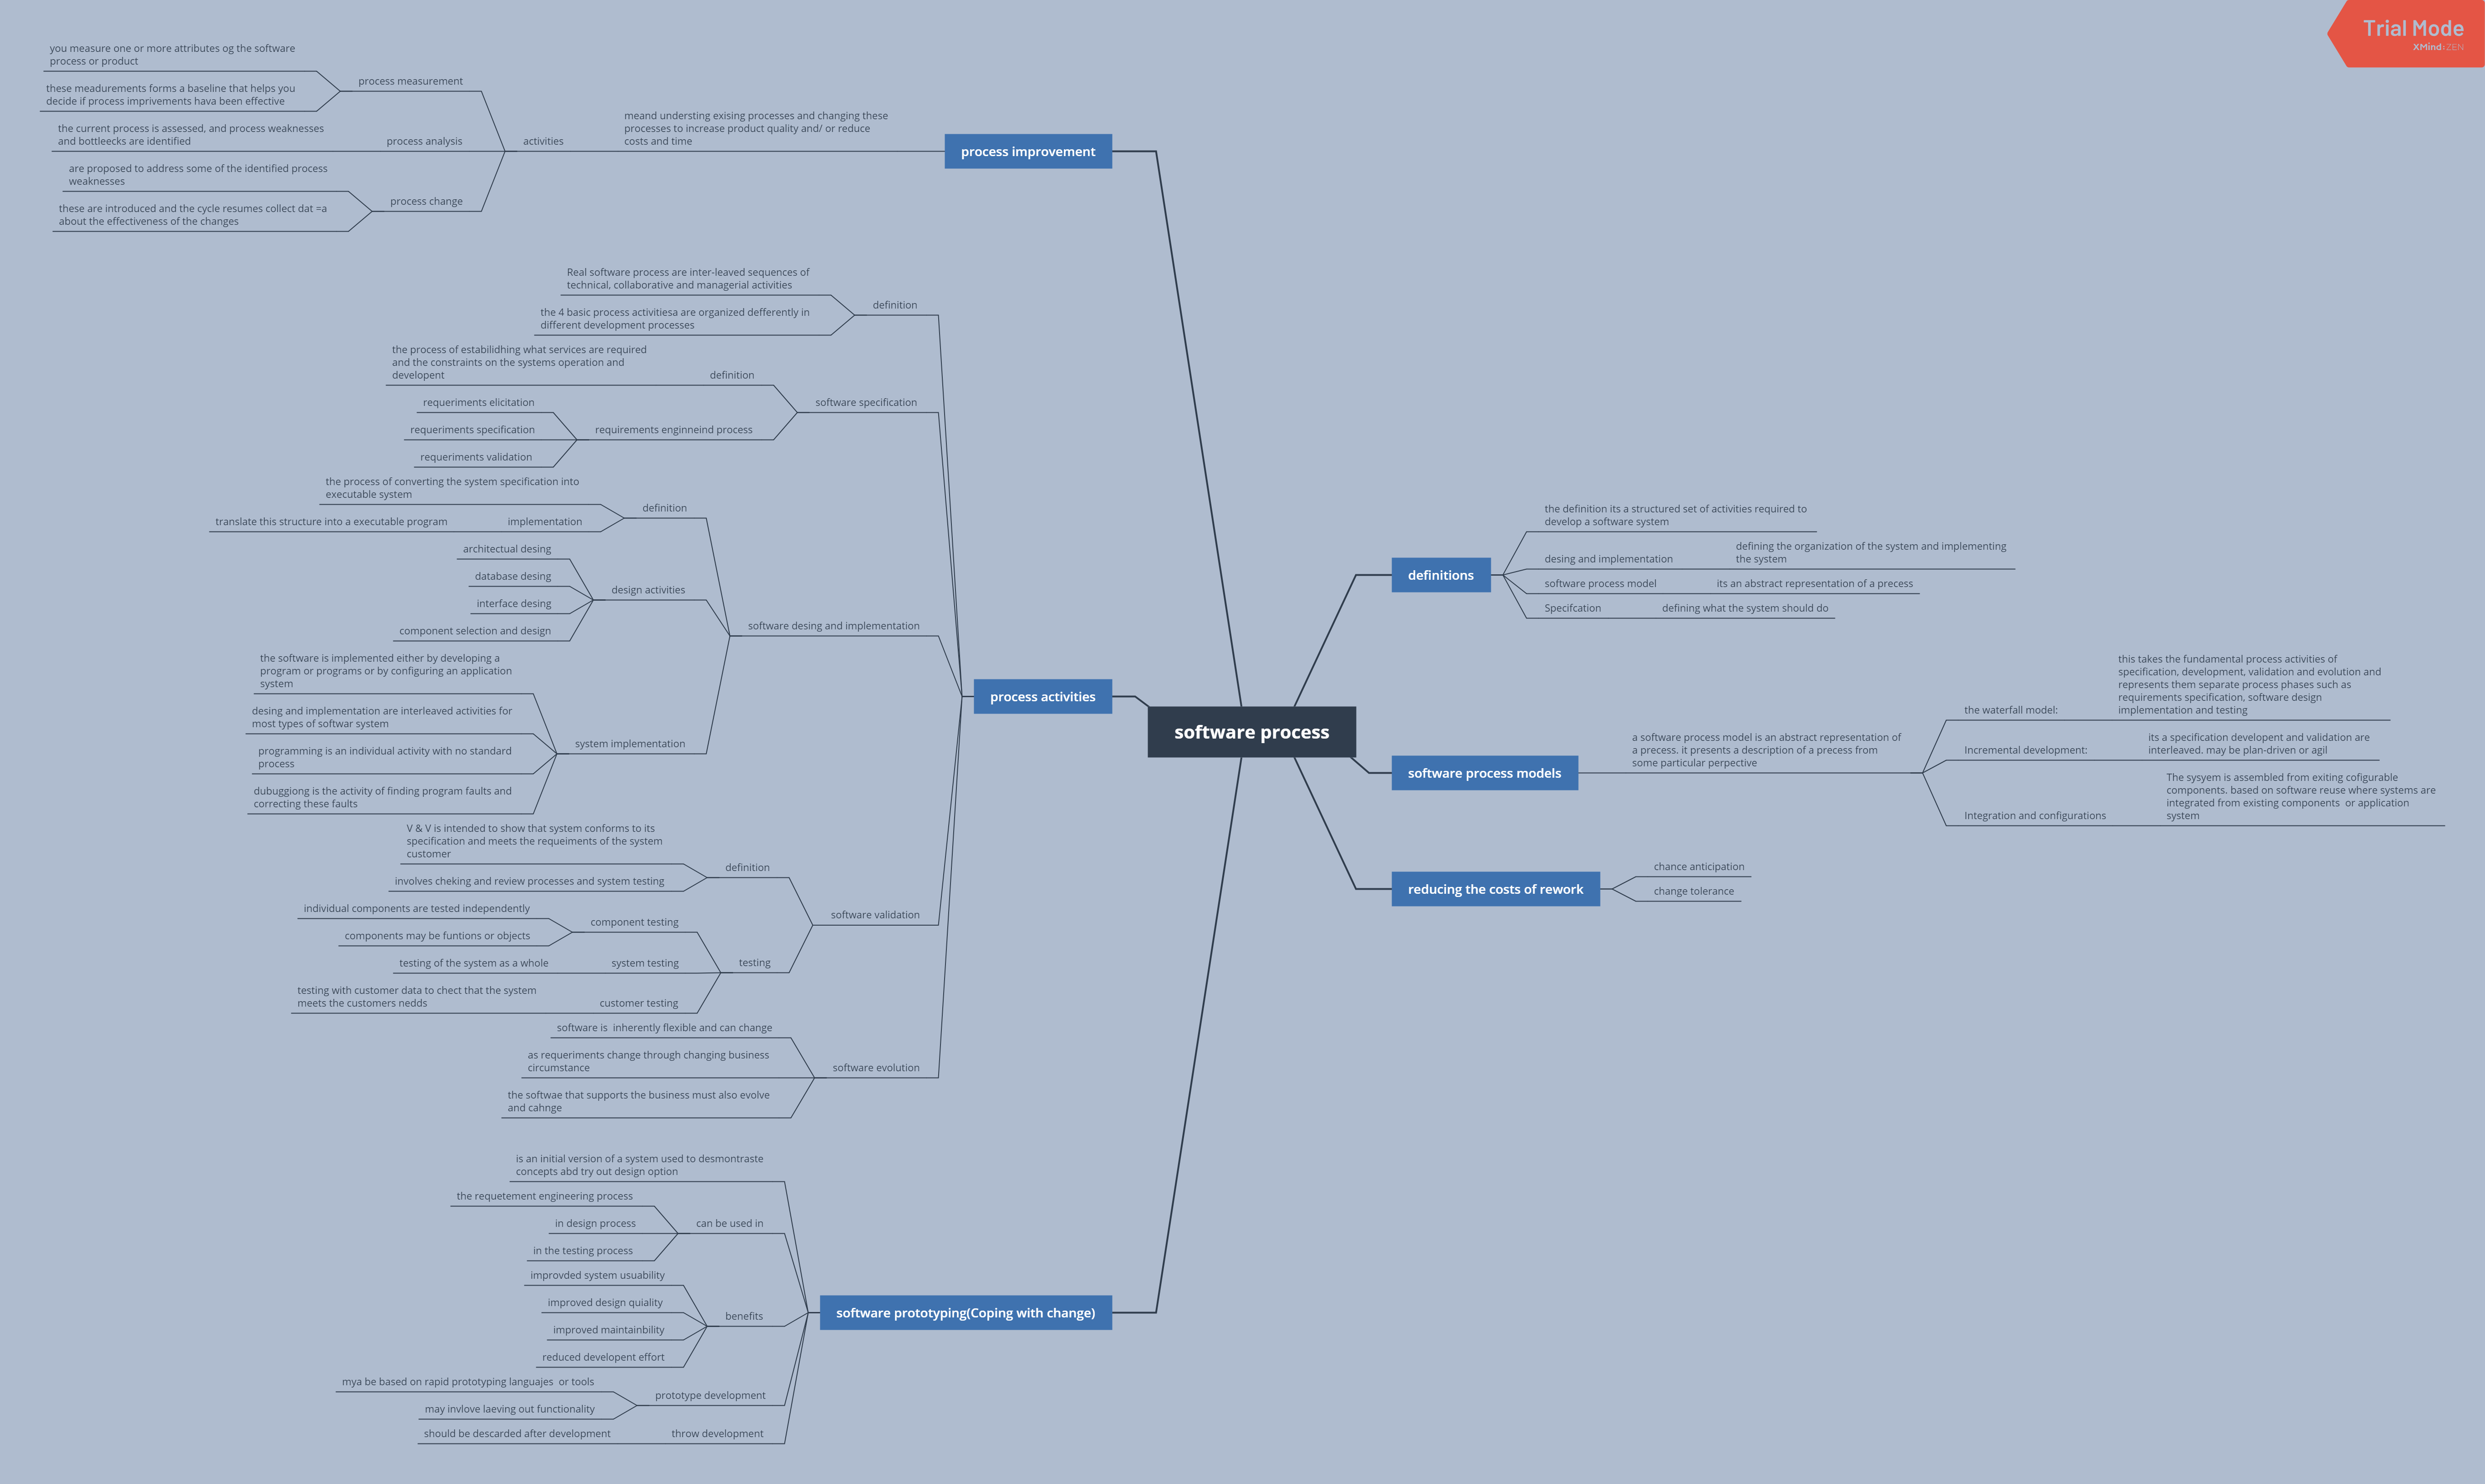 Trial Mode
XMind:ZEN
software process
process improvement
meand understing exising processes and changing these
processes to increase product quality and/ or reduce
costs and time
activities
process measurement
you measure one or more attributes og the software
process or product
these meadurements forms a baseline that helps you
decide if process imprivements hava been effective
process analysis
the current process is assessed, and process weaknesses
and bottleecks are identified
process change
are proposed to address some of the identified process
weaknesses
these are introduced and the cycle resumes collect dat =a
about the effectiveness of the changes
process activities
definition
Real software process are inter-leaved sequences of
technical, collaborative and managerial activities
the 4 basic process activitiesa are organized defferently in
different development processes
software specification
definition
the process of estabilidhing what services are required
and the constraints on the systems operation and
developent
requirements enginneind process
requeriments elicitation
requeriments specification
requeriments validation
software desing and implementation
definition
the process of converting the system specification into
executable system
implementation
translate this structure into a executable program
design activities
architectual desing
database desing
interface desing
component selection and design
system implementation
the software is implemented either by developing a
program or programs or by configuring an application
system
desing and implementation are interleaved activities for
most types of softwar system
programming is an individual activity with no standard
process
dubuggiong is the activity of finding program faults and
correcting these faults
software validation
definition
V & V is intended to show that system conforms to its
specification and meets the requeiments of the system
customer
involves cheking and review processes and system testing
testing
component testing
individual components are tested independently
components may be funtions or objects
system testing
testing of the system as a whole
customer testing
testing with customer data to chect that the system
meets the customers nedds
software evolution
software is  inherently flexible and can change
as requeriments change through changing business
circumstance
the softwae that supports the business must also evolve
and cahnge
software prototyping(Coping with change)
is an initial version of a system used to desmontraste
concepts abd try out design option
can be used in
the requetement engineering process
in design process
in the testing process
benefits
improvded system usuability
improved design quiality
improved maintainbility
reduced developent effort
prototype development
mya be based on rapid prototyping languajes  or tools
may invlove laeving out functionality
throw development
should be descarded after development
definitions
the definition its a structured set of activities required to
develop a software system
desing and implementation
defining the organization of the system and implementing
the system
software process model
its an abstract representation of a precess
Specifcation
defining what the system should do
software process models
a software process model is an abstract representation of
a precess. it presents a description of a precess from
some particular perpective
the waterfall model:
this takes the fundamental process activities of
specification, development, validation and evolution and
represents them separate process phases such as
requirements specification, software design
implementation and testing
Incremental development:
its a specification developent and validation are
interleaved. may be plan-driven or agil
Integration and configurations
The sysyem is assembled from exiting cofigurable
components. based on software reuse where systems are
integrated from existing components  or application
system
reducing the costs of rework
chance anticipation
change tolerance